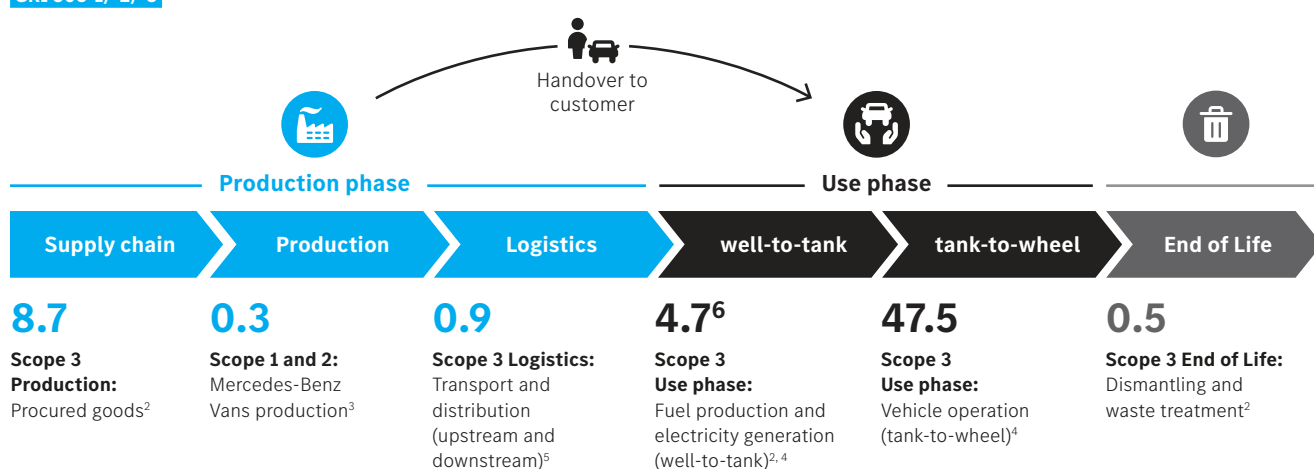 Handover to
customer
Production phase
Use phase
Supply chain
Production
Logistics
well-to-tank
tank-to-wheel
End of Life
8.7
Scope 3
Production:
Procured goods²
0.3
Scope 1 and 2:
Mercedes-Benz
Vans production³
0.9
Scope 3 Logistics:
Transport and
distribution
(upstream and
downstream)⁵
4.7⁶
Scope 3
Use phase:
Fuel production and
electricity generation
(well-to-tank)²˒ ⁴
47.5
Scope 3
Use phase:
Vehicle operation
(tank-to-wheel)⁴
0.5
Scope 3 End of Life:
Dismantling and
waste treatment²